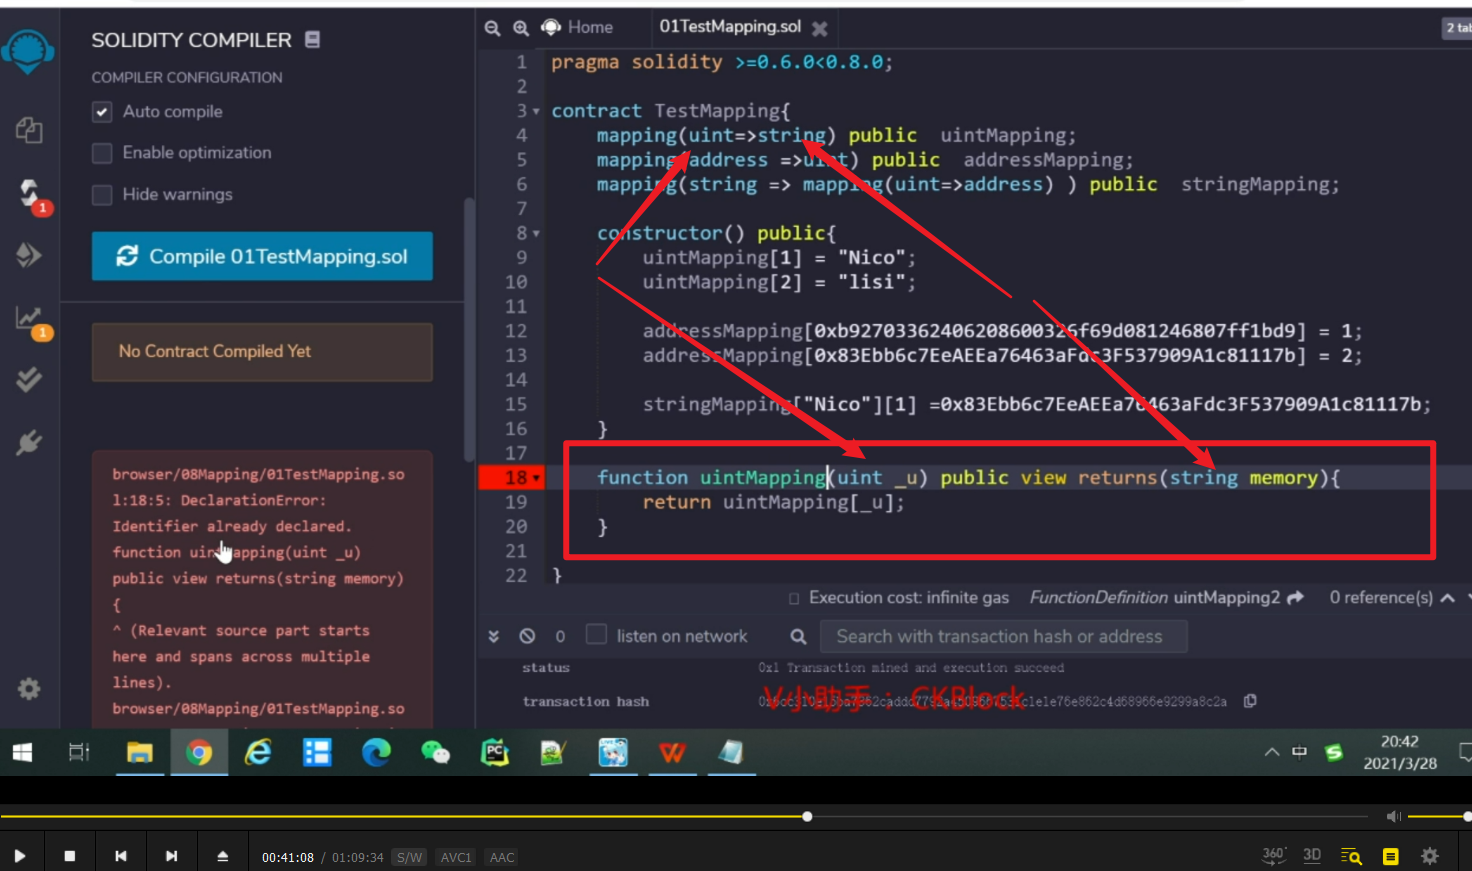 SOLIDITY COMPILER
COMPILER CONFIGURATION
Auto compile
Enable optimization
Hide warnings
1
Compile 01TestMapping.sol
No Contract Compiled Yet
1
browser/08Mapping/01TestMapping.so
l:18:5: DeclarationError:
Identifier already declared.
function uintMapping(uint _u)
public view returns(string memory)
{
^ (Relevant source part starts
here and spans across multiple
lines).
browser/08Mapping/01TestMapping.so
Home
01TestMapping.sol
2 tab
1 pragma solidity >=0.6.0<0.8.0;
2
3 contract TestMapping{
4 mapping(uint=>string) public uintMapping;
5 mapping(address =>uint) public addressMapping;
6 mapping(string => mapping(uint=>address) ) public stringMapping;
7
8 constructor() public{
9 uintMapping[1] = "Nico";
10 uintMapping[2] = "lisi";
11
12 addressMapping[0xb9270336240620860 0326f69d081246807ff1bd9] = 1;
13 addressMapping[0x83Ebb6c7EeAEEa76463aFdc3F537909A1c81117b] = 2;
14
15 stringMapping["Nico"][1] =0x83Ebb6c7EeAEEa76463aFdc3F537909A1c81117b;
16 }
17
18 function uintMapping(uint _u) public view returns(string memory){
19 return uintMapping[_u];
20 }
21
22 }
Execution cost: infinite gas FunctionDefinition uintMapping2 0 reference(s)
0 listen on network Search with transaction hash or address
status 0x1 Transaction mined and execution succeed
transaction hash
V小助手：CKBlock
PC
中
20:42
2021/3/28
00:41:08 / 01:09:34 S/W AVC1 AAC
360° 3D